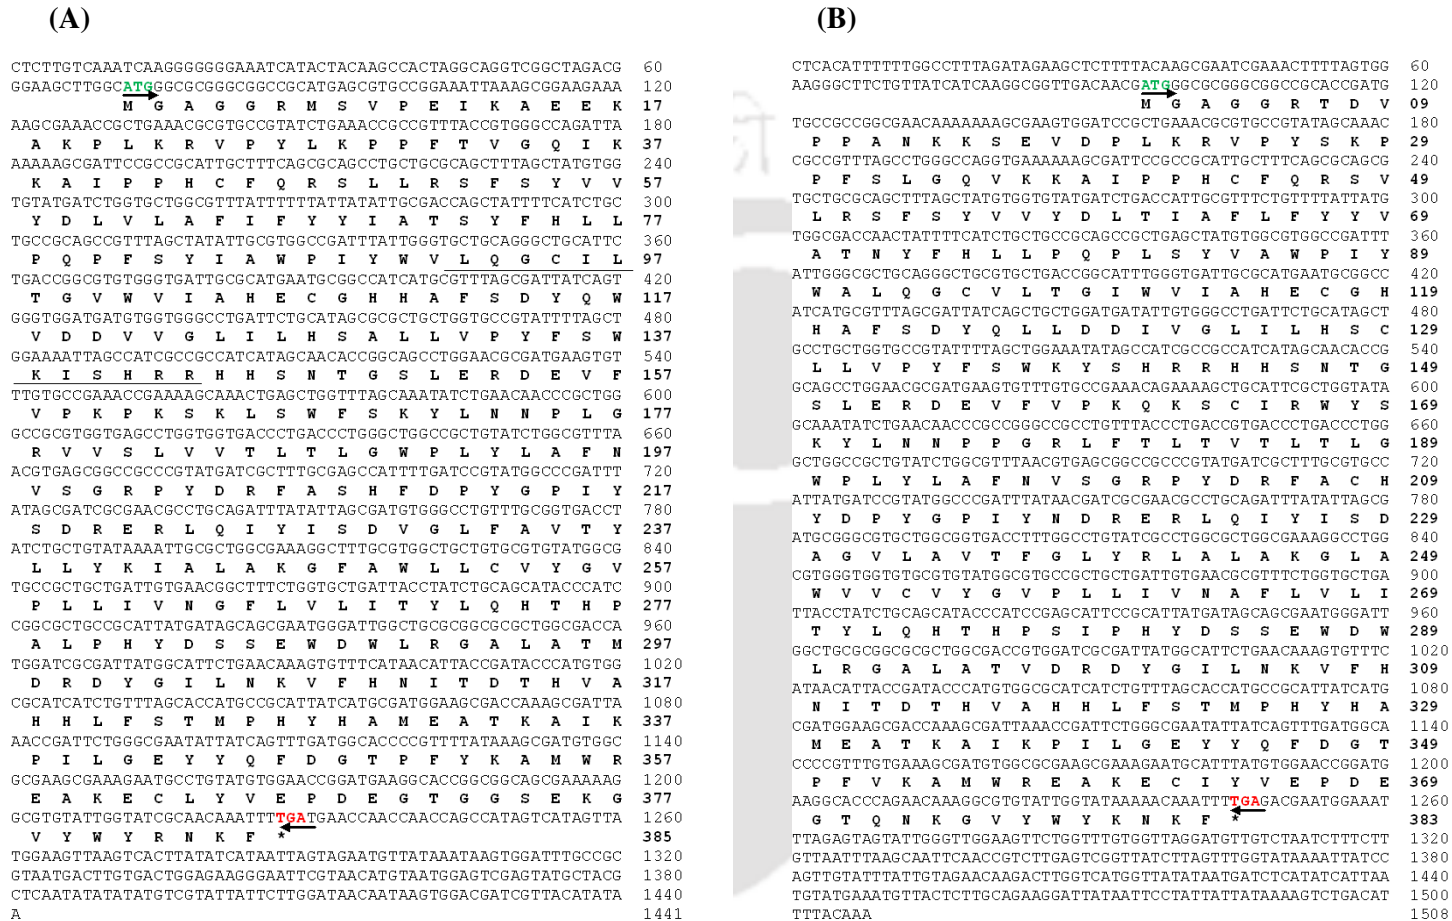 (A)
CTCTTGTCAAATCAAGGGGGGGAAATCATACTACAAGCCACTAGGCAGGTCGGCTAGACG 60
GGAAGCTTGGCATGGGCGCGGGCGGCCGCATGAGCGTGCCGGAAATTAAAGCGGAAGAAA 120
M G A G G R M S V P E I K A E E K 17
AAGCGAAACCGCTGAAACGCGTGCCGTATCTGAAACCGCCGTTTACCGTGGGCCAGATTA 180
A K P L K R V P Y L K P P F T V G Q I K 37
AAAAAGCGATTCCGCCGCATTGCTTTCAGCGCAGCCTGCTGCGCAGCTTTAGCTATGTGG 240
K A I P P H C F Q R S L L R S F S Y V V 57
TGTATGATCTGGTGCTGGCGTTTATTTTTTATTATATTGCGACCAGCTATTTTCATCTGC 300
Y D L V L A F I F Y Y I A T S Y F H L L 77
TGCCGCAGCCGTTTAGCTATATTGCGTGGCCGATTTATTGGGTGCTGCAGGGCTGCATTC 360
P Q P F S Y I A W P I Y W V L Q G C I L 97
TGACCGGCGTGTGGGTGATTGCGCATGAATGCGGCCATCATGCGTTTAGCGATTATCAGT 420
T G V W V I A H E C G H H A F S D Y Q W 117
GGGTGGATGATGTGGTGGGCCTGATTCTGCATAGCGCGCTGCTGGTGCCGTATTTTAGCT 480
V D D V V G L I L H S A L L V P Y F S W 137
GGAAAATTAGCCATCGCCGCCATCATAGCAACACCGGCAGCCTGGAACGCGATGAAGTGT 540
K I S H R R H H S N T G S L E R D E V F 157
TTGTGCCGAAACCGAAAAGCAAACTGAGCTGGTTTAGCAAATATCTGAACAACCCGCTGG 600
V P K P K S K L S W F S K Y L N N P L G 177
GCCGCGTGGTGAGCCTGGTGGTGACCCTGACCCTGGGCTGGCCGCTGTATCTGGCGTTTA 660
R V V S L V V T L T L G W P L Y L A F N 197
ACGTGAGCGGCCGCCCGTATGATCGCTTTGCGAGCCATTTTGATCCGTATGGCCCGATTT 720
V S G R P Y D R F A S H F D P Y G P I Y 217
ATAGCGATCGCGAACGCCTGCAGATTTATATTAGCGATGTGGGCCTGTTTGCGGTGACCT 780
S D R E R L Q I Y I S D V G L F A V T Y 237
ATCTGCTGTATAAAATTGCGCTGGCGAAAGGCTTTGCGTGGCTGCTGTGCGTGTATGGCG 840
L L Y K I A L A K G F A W L L C V Y G V 257
TGCCGCTGCTGATTGTGAACGGCTTTCTGGTGCTGATTACCTATCTGCAGCATACCCATC 900
P L L I V N G F L V L I T Y L Q H T H P 277
CGGCGCTGCCGCATTATGATAGCAGCGAATGGGATTGGCTGCGCGGCGCGCTGGCGACCA 960
A L P H Y D S S E W D W L R G A L A T M 297
TGGATCGCGATTATGGCATTCTGAACAAAGTGTTTCATAACATTACCGATACCCATGTGG 1020
D R D Y G I L N K V F H N I T D T H V A 317
CGCATCATCTGTTTAGCACCATGCCGCATTATCATGCGATGGAAGCGACCAAAGCGATTA 1080
H H L F S T M P H Y H A M E A T K A I K 337
AACCGATTCTGGGCGAATATTATCAGTTTGATGGCACCCCGTTTTATAAAGCGATGTGGC 1140
P I L G E Y Y Q F D G T P F Y K A M W R 357
GCGAAGCGAAAGAATGCCTGTATGTGGAACCGGATGAAGGCACCGGCGGCAGCGAAAAAG 1200
E A K E C L Y V E P D E G T G G S E K G 377
GCGTGTATTGGTATCGCAACAAATTTTGATGAACCAACCAACCAGCCATAGTCATAGTTA 1260
V Y W Y R N K F * 385
TGGAAGTTAAGTCACTTATATCATAATTAGTAGAATGTTATAAATAAGTGGATTTGCCGC 1320
GTAATGACTTGTGACTGGAGAAGGGAATTCGTAACATGTAATGGAGTCGAGTATGCTACG 1380
CTCAATATATATATGTCGTATTATTCTTGGATAACAATAAGTGGACGATCGTTACATATA 1440
A 1441
(B)
CTCACATTTTTTGGCCTTTAGATAGAAGCTCTTTTACAAGCGAATCGAAACTTTTAGTGG 60
AAGGGCTTCTGTTATCATCAAGGCGGTTGACAACGATGGGCGCGGGCGGCCGCACCGATG 120
M G A G G R T D V 09
TGCCGCCGGCGAACAAAAAAAGCGAAGTGGATCCGCTGAAACGCGTGCCGTATAGCAAAC 180
P P A N K K S E V D P L K R V P Y S K P 29
CGCCGTTTAGCCTGGGCCAGGTGAAAAAAGCGATTCCGCCGCATTGCTTTCAGCGCAGCG 240
P F S L G Q V K K A I P P H C F Q R S V 49
TGCTGCGCAGCTTTAGCTATGTGGTGTATGATCTGACCATTGCGTTTCTGTTTTATTATG 300
L R S F S Y V V Y D L T I A F L F Y Y V 69
TGGCGACCAACTATTTTCATCTGCTGCCGCAGCCGCTGAGCTATGTGGCGTGGCCGATTT 360
A T N Y F H L L P Q P L S Y V A W P I Y 89
ATTGGGCGCTGCAGGGCTGCGTGCTGACCGGCATTTGGGTGATTGCGCATGAATGCGGCC 420
W A L Q G C V L T G I W V I A H E C G H 119
ATCATGCGTTTAGCGATTATCAGCTGCTGGATGATATTGTGGGCCTGATTCTGCATAGCT 480
H A F S D Y Q L L D D I V G L I L H S C 129
GCCTGCTGGTGCCGTATTTTAGCTGGAAATATAGCCATCGCCGCCATCATAGCAACACCG 540
L L V P Y F S W K Y S H R R H H S N T G 149
GCAGCCTGGAACGCGATGAAGTGTTTGTGCCGAAACAGAAAAGCTGCATTCGCTGGTATA 600
S L E R D E V F V P K Q K S C I R W Y S 169
GCAAATATCTGAACAACCCGCCGGGCCGCCTGTTTACCCTGACCGTGACCCTGACCCTGG 660
K Y L N N P P G R L F T L T V T L T L G 189
GCTGGCCGCTGTATCTGGCGTTTAACGTGAGCGGCCGCCCGTATGATCGCTTTGCGTGCC 720
W P L Y L A F N V S G R P Y D R F A C H 209
ATTATGATCCGTATGGCCCGATTTATAACGATCGCGAACGCCTGCAGATTTATATTAGCG 780
Y D P Y G P I Y N D R E R L Q I Y I S D 229
ATGCGGGCGTGCTGGCGGTGACCTTTGGCCTGTATCGCCTGGCGCTGGCGAAAGGCCTGG 840
A G V L A V T F G L Y R L A L A K G L A 249
CGTGGGTGGTGTGCGTGTATGGCGTGCCGCTGCTGATTGTGAACGCGTTTCTGGTGCTGA 900
W V V C V Y G V P L L I V N A F L V L I 269
TTACCTATCTGCAGCATACCCATCCGAGCATTCCGCATTATGATAGCAGCGAATGGGATT 960
T Y L Q H T H P S I P H Y D S S E W D W 289
GGCTGCGCGGCGCGCTGGCGACCGTGGATCGCGATTATGGCATTCTGAACAAAGTGTTTC 1020
L R G A L A T V D R D Y G I L N K V F H 309
ATAACATTACCGATACCCATGTGGCGCATCATCTGTTTAGCACCATGCCGCATTATCATG 1080
N I T D T H V A H H L F S T M P H Y H A 329
CGATGGAAGCGACCAAAGCGATTAAACCGATTCTGGGCGAATATTATCAGTTTGATGGCA 1140
M E A T K A I K P I L G E Y Y Q F D G T 349
CCCCGTTTGTGAAAGCGATGTGGCGCGAAGCGAAAGAATGCATTTATGTGGAACCGGATG 1200
P F V K A M W R E A K E C I Y V E P D E 369
AAGGCACCCAGAACAAAGGCGTGTATTGGTATAAAAACAAATTTTGAGACGAATGGAAAT 1260
G T Q N K G V Y W Y K N K F * 383
TTAGAGTAGTATTGGGTTGGAAGTTCTGGTTTGTGGTTAGGATGTTGTCTAATCTTTCTT 1320
GTTAATTTAAGCAATTCAACCGTCTTGAGTCGGTTATCTTAGTTTGGTATAAAATTATCC 1380
AGTTGTATTTATTGTAGAACAAGACTTGGTCATGGTTATATAATGATCTCATATCATTAA 1440
TGTATGAAATGTTACTCTTGCAGAAGGATTATAATTCCTATTATTATAAAAGTCTGACAT 1500
TTTACAAA 1508